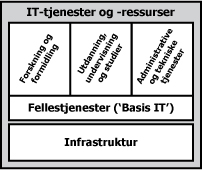 IT-tjenester og -ressurser
Forskning og
formidling
Utdanning,
undervisning
og studier
Administrative
og tekniske
tjenester
Fellestjenester (‘Basis IT’)
Infrastruktur